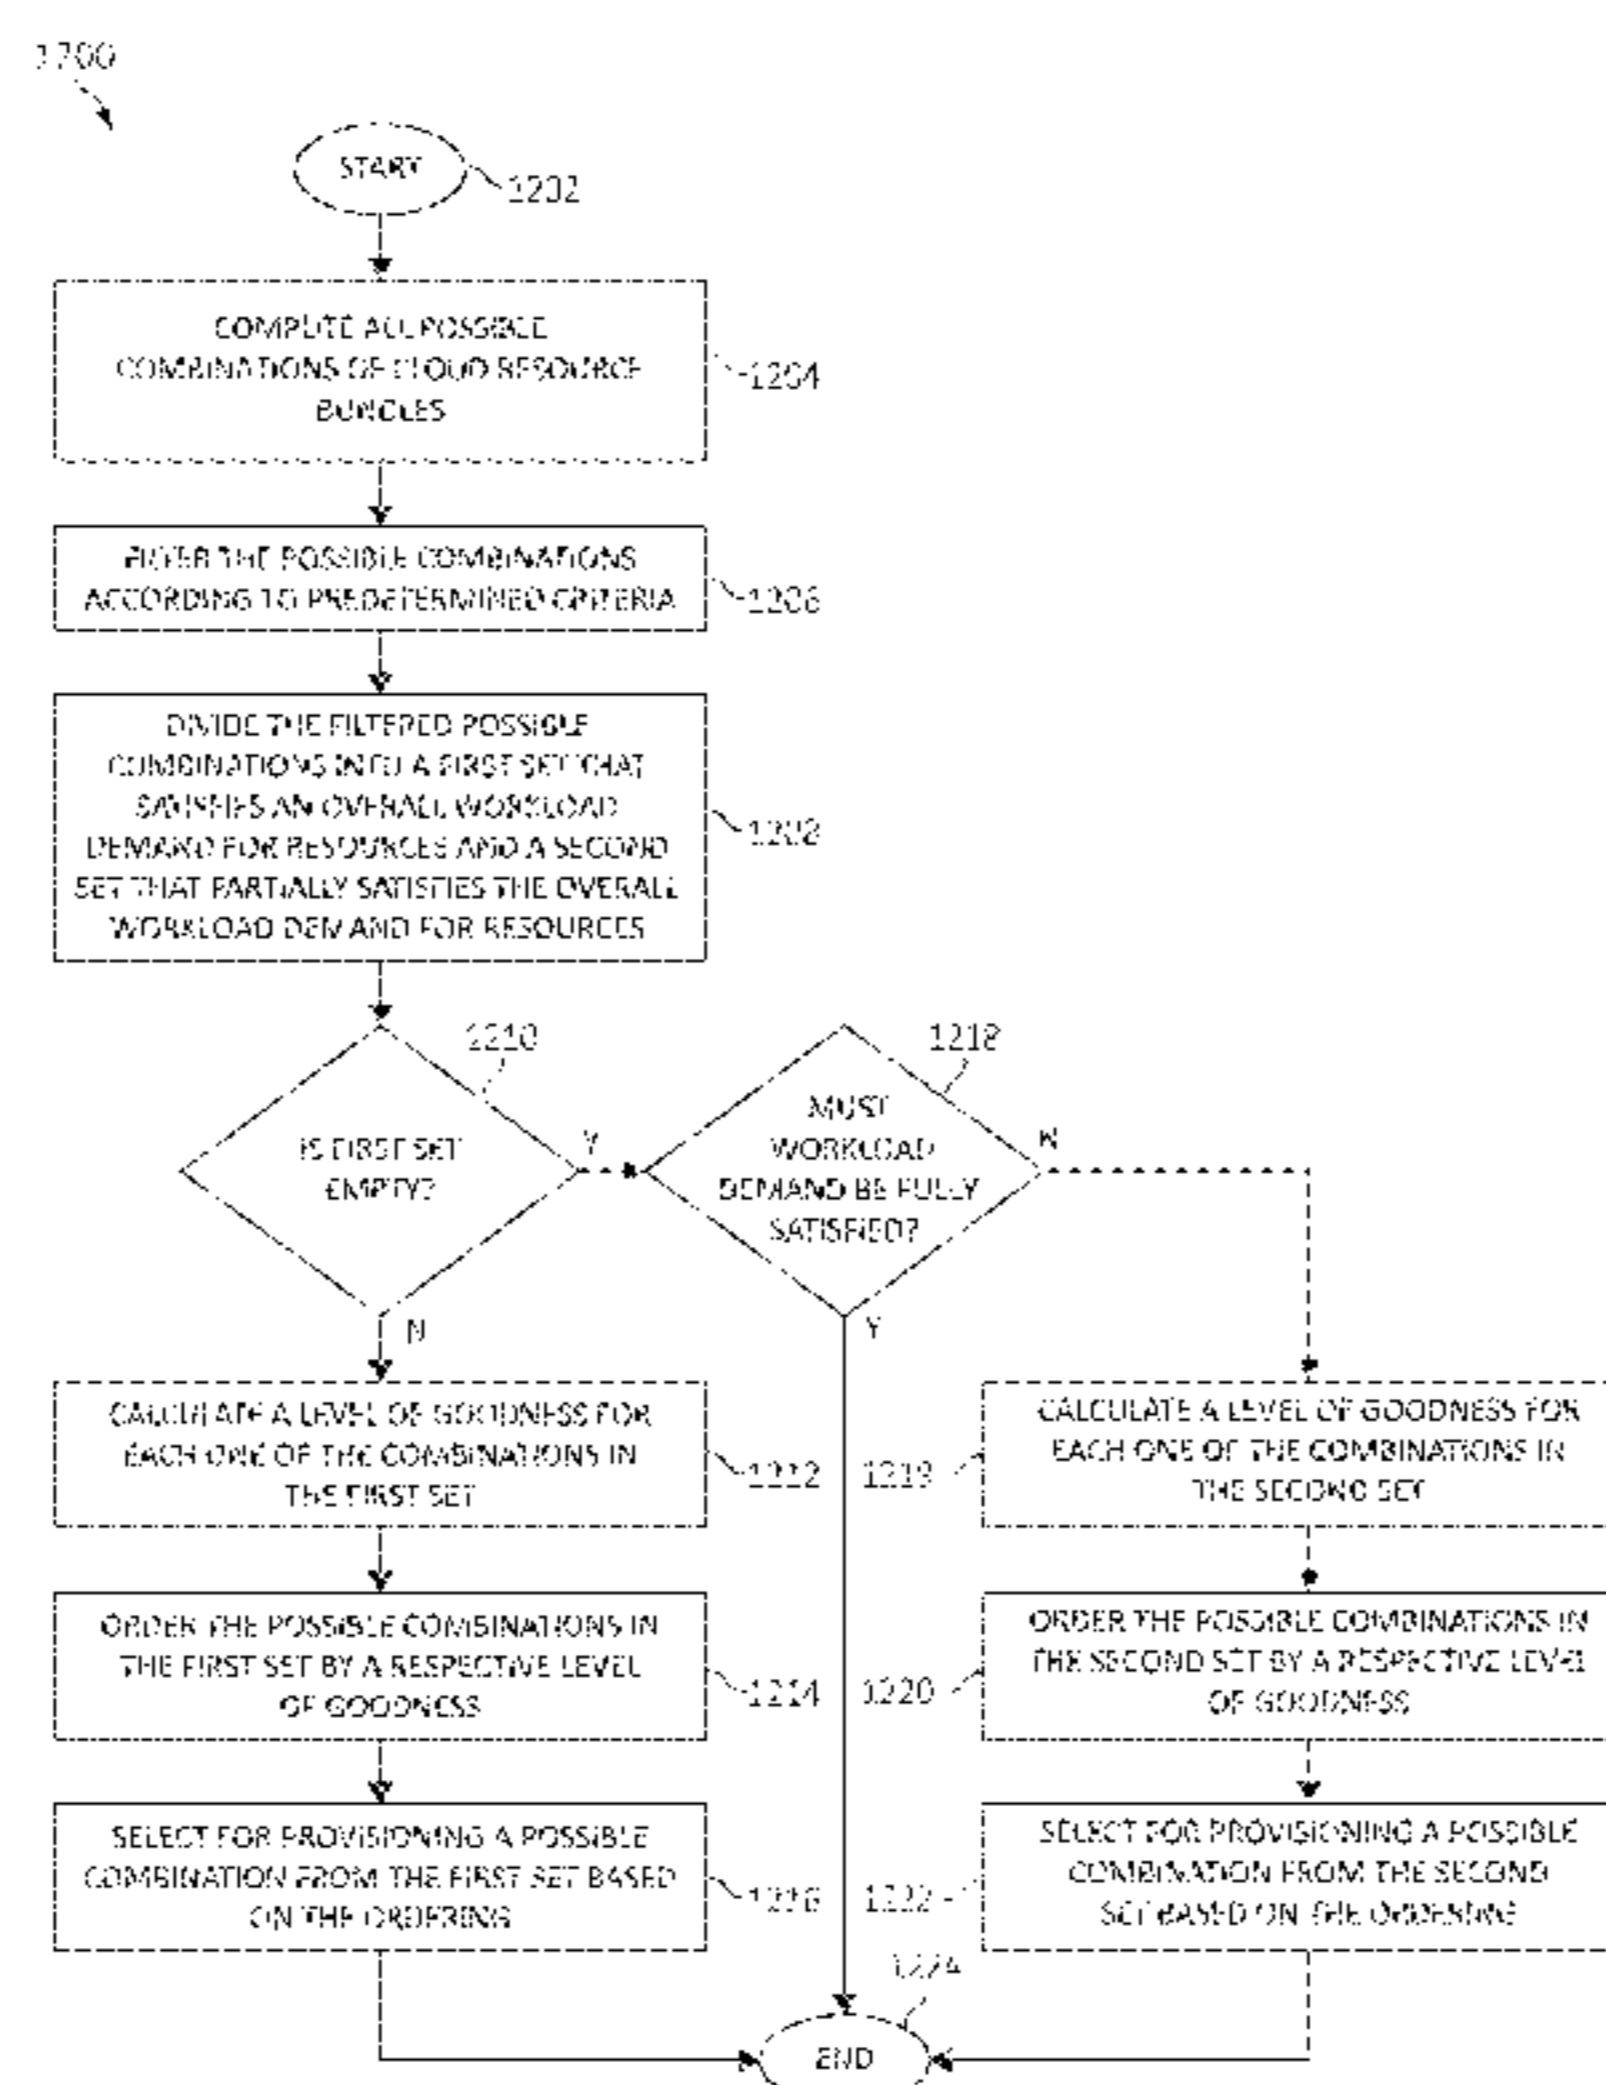 1200
START
1202
COMPUTE ALL POSSIBLE
COMBINATIONS OF CLOUD RESOURCE
BUNDLES
1204
FILTER THE POSSIBLE COMBINATIONS
ACCORDING TO PREDETERMINED CRITERIA
1206
DIVIDE THE FILTERED POSSIBLE
COMBINATIONS INTO A FIRST SET THAT
SATISFIES AN OVERALL WORKLOAD
DEMAND FOR RESOURCES AND A SECOND
SET THAT PARTIALLY SATISFIES THE OVERALL
WORKLOAD DEMAND FOR RESOURCES
1208
1210
IS FIRST SET
EMPTY?
Y
N
1218
MUST
WORKLOAD
DEMAND BE FULLY
SATISFIED?
N
Y
CALCULATE A LEVEL OF GOODNESS FOR
EACH ONE OF THE COMBINATIONS IN
THE FIRST SET
1212
ORDER THE POSSIBLE COMBINATIONS IN
THE FIRST SET BY A RESPECTIVE LEVEL
OF GOODNESS
1214
SELECT FOR PROVISIONING A POSSIBLE
COMBINATION FROM THE FIRST SET BASED
ON THE ORDERING
1216
CALCULATE A LEVEL OF GOODNESS FOR
EACH ONE OF THE COMBINATIONS IN
THE SECOND SET
1219
ORDER THE POSSIBLE COMBINATIONS IN
THE SECOND SET BY A RESPECTIVE LEVEL
OF GOODNESS
1220
SELECT FOR PROVISIONING A POSSIBLE
COMBINATION FROM THE SECOND
SET BASED ON THE ORDERING
1222
1224
END